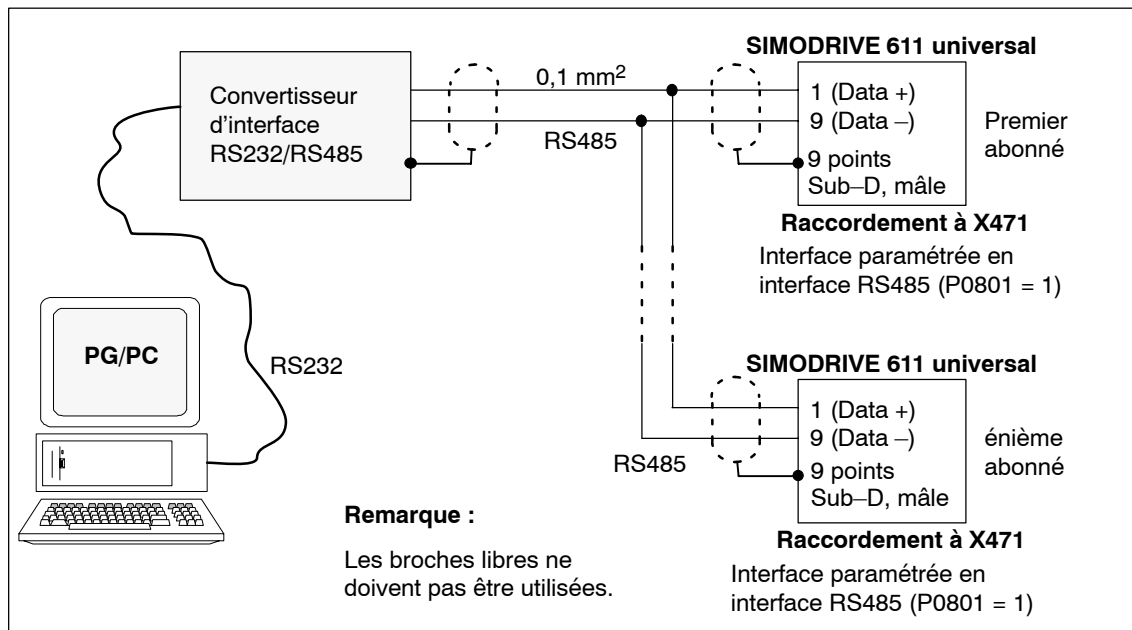 SIMODRIVE 611 universal
0,1 mm²
Convertisseur
d'interface
RS232/RS485
RS485
1 (Data +)
9 (Data –)
9 points
Sub–D, mâle
Premier
abonné
Raccordement à X471
Interface paramétrée en
interface RS485 (P0801 = 1)
PG/PC
RS232
SIMODRIVE 611 universal
1 (Data +)
9 (Data –)
9 points
Sub–D, mâle
énième
abonné
RS485
Raccordement à X471
Interface paramétrée en
interface RS485 (P0801 = 1)
Remarque :
Les broches libres ne
doivent pas être utilisées.